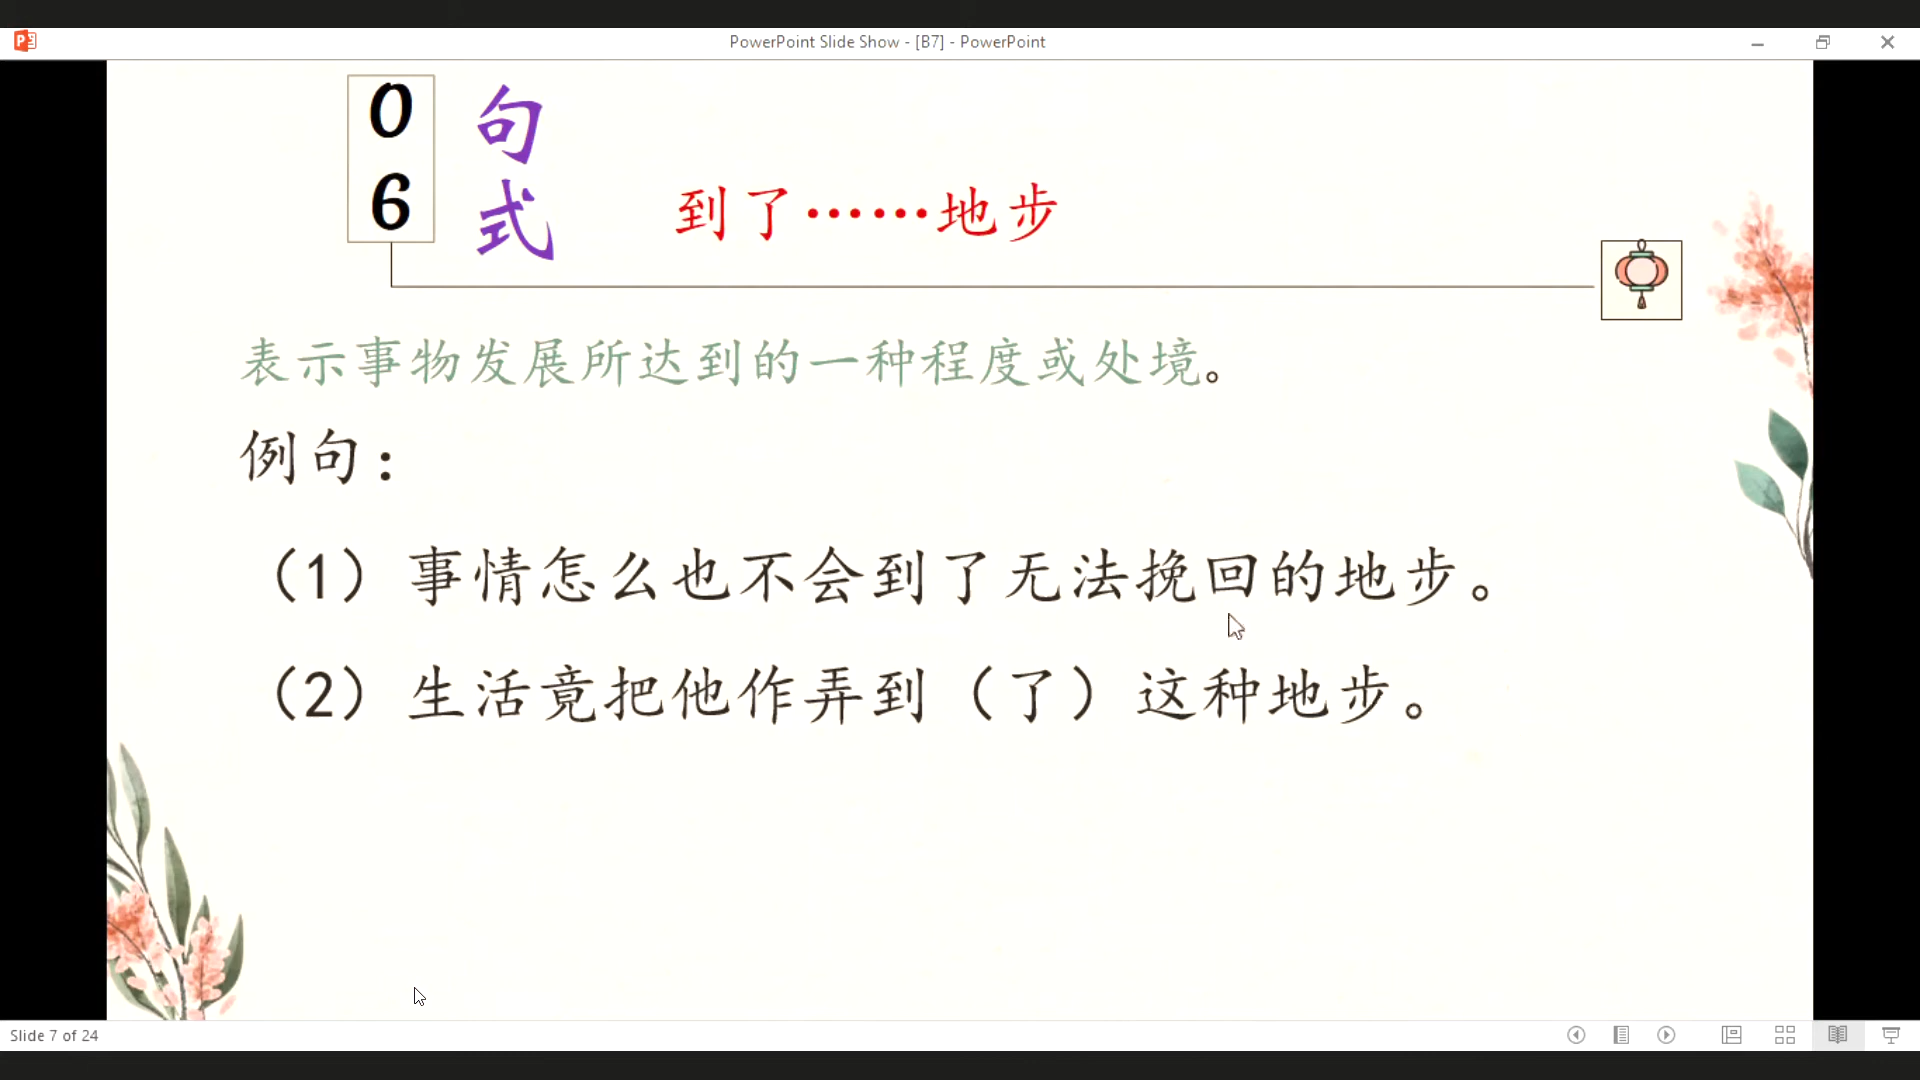 PowerPoint Slide Show - [B7] - PowerPoint
06
句式
到了……地步
表示事物发展所达到的一种程度或处境。
例句：
（1）事情怎么也不会到了无法挽回的地步。
（2）生活竟把他作弄到（了）这种地步。
Slide 7 of 24